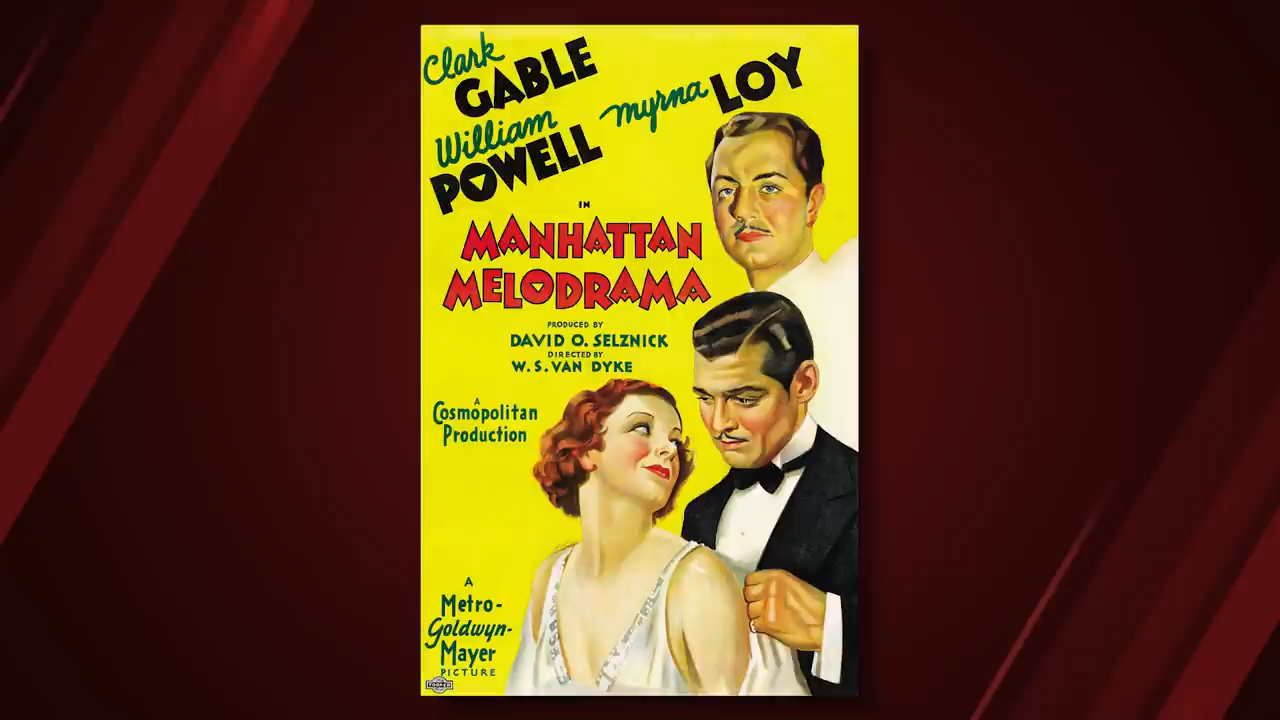 Clark
GABLE
William
POWELL
myrna LOY
IN
MANHATTAN
MELODRAMA
PRODUCED BY
DAVID O. SELZNICK
DIRECTED BY
W. S. VAN DYKE
A
Cosmopolitan
Production
A
Metro-
Goldwyn-
Mayer
PICTURE